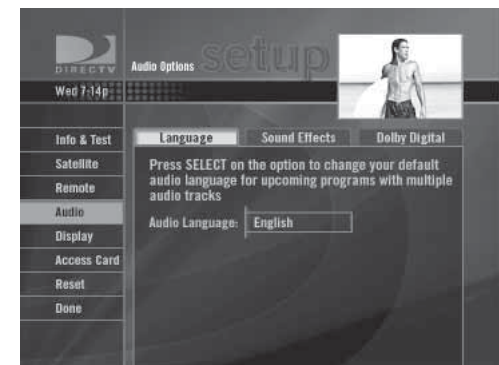 setup
DIRECTV
Audio Options
Wed 7:14p
Info & Test
Satellite
Remote
Audio
Display
Access Card
Reset
Done
Language
Sound Effects
Dolby Digital
Press SELECT on the option to change your default
audio language for upcoming programs with multiple
audio tracks
Audio Language:
English